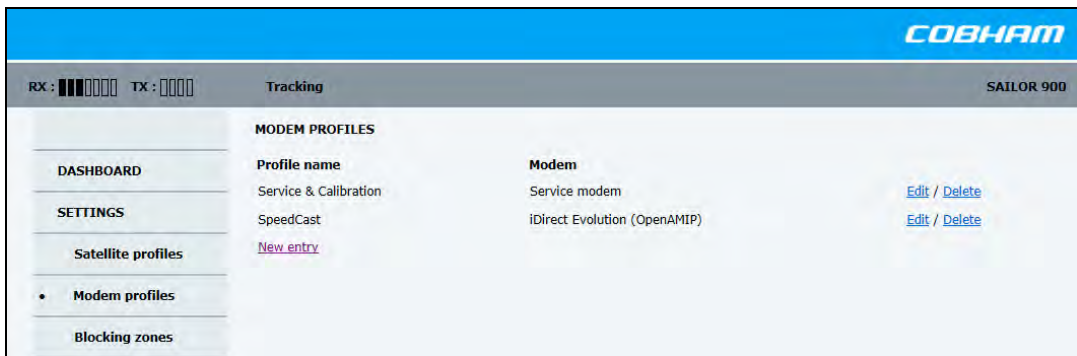 COBHAM
RX : TX : Tracking SAILOR 900
MODEM PROFILES
DASHBOARD
SETTINGS
Satellite profiles
• Modem profiles
Blocking zones
Profile name Modem
Service & Calibration Service modem Edit / Delete
SpeedCast iDirect Evolution (OpenAMIP) Edit / Delete
New entry